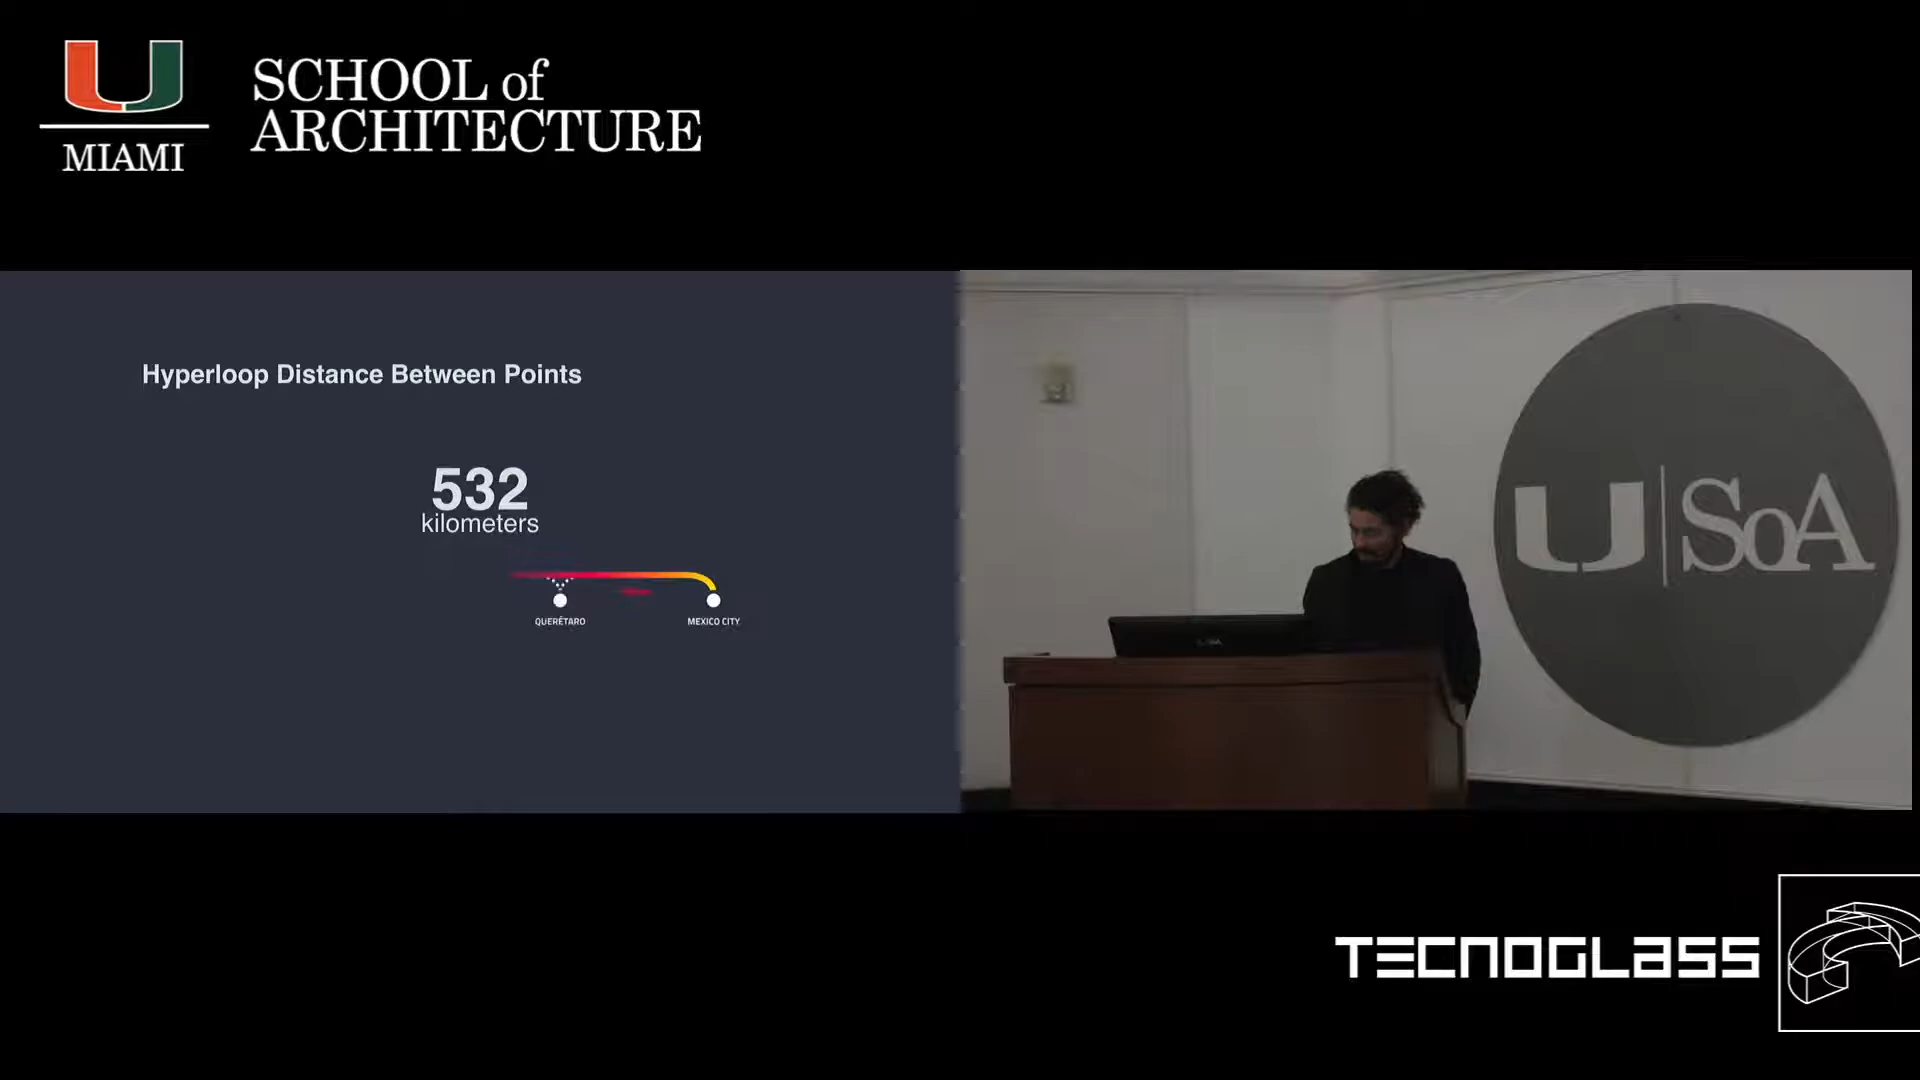 MIAMI
SCHOOL of
ARCHITECTURE
Hyperloop Distance Between Points
532
kilometers
QUERÉTARO
MEXICO CITY
U SoA
TECNOGLASS